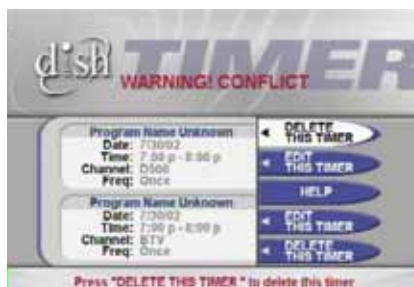 dish TIMER
WARNING! CONFLICT
Program Name Unknown
Date: 7/30/02
Time: 7:00 p - 8:00 p
Channel: D500
Freq: Once
DELETE THIS TIMER
EDIT THIS TIMER
HELP
Program Name Unknown
Date: 7/30/02
Time: 7:00 p - 8:00 p
Channel: BTV
Freq: Once
EDIT THIS TIMER
DELETE THIS TIMER
Press "DELETE THIS TIMER " to delete this timer